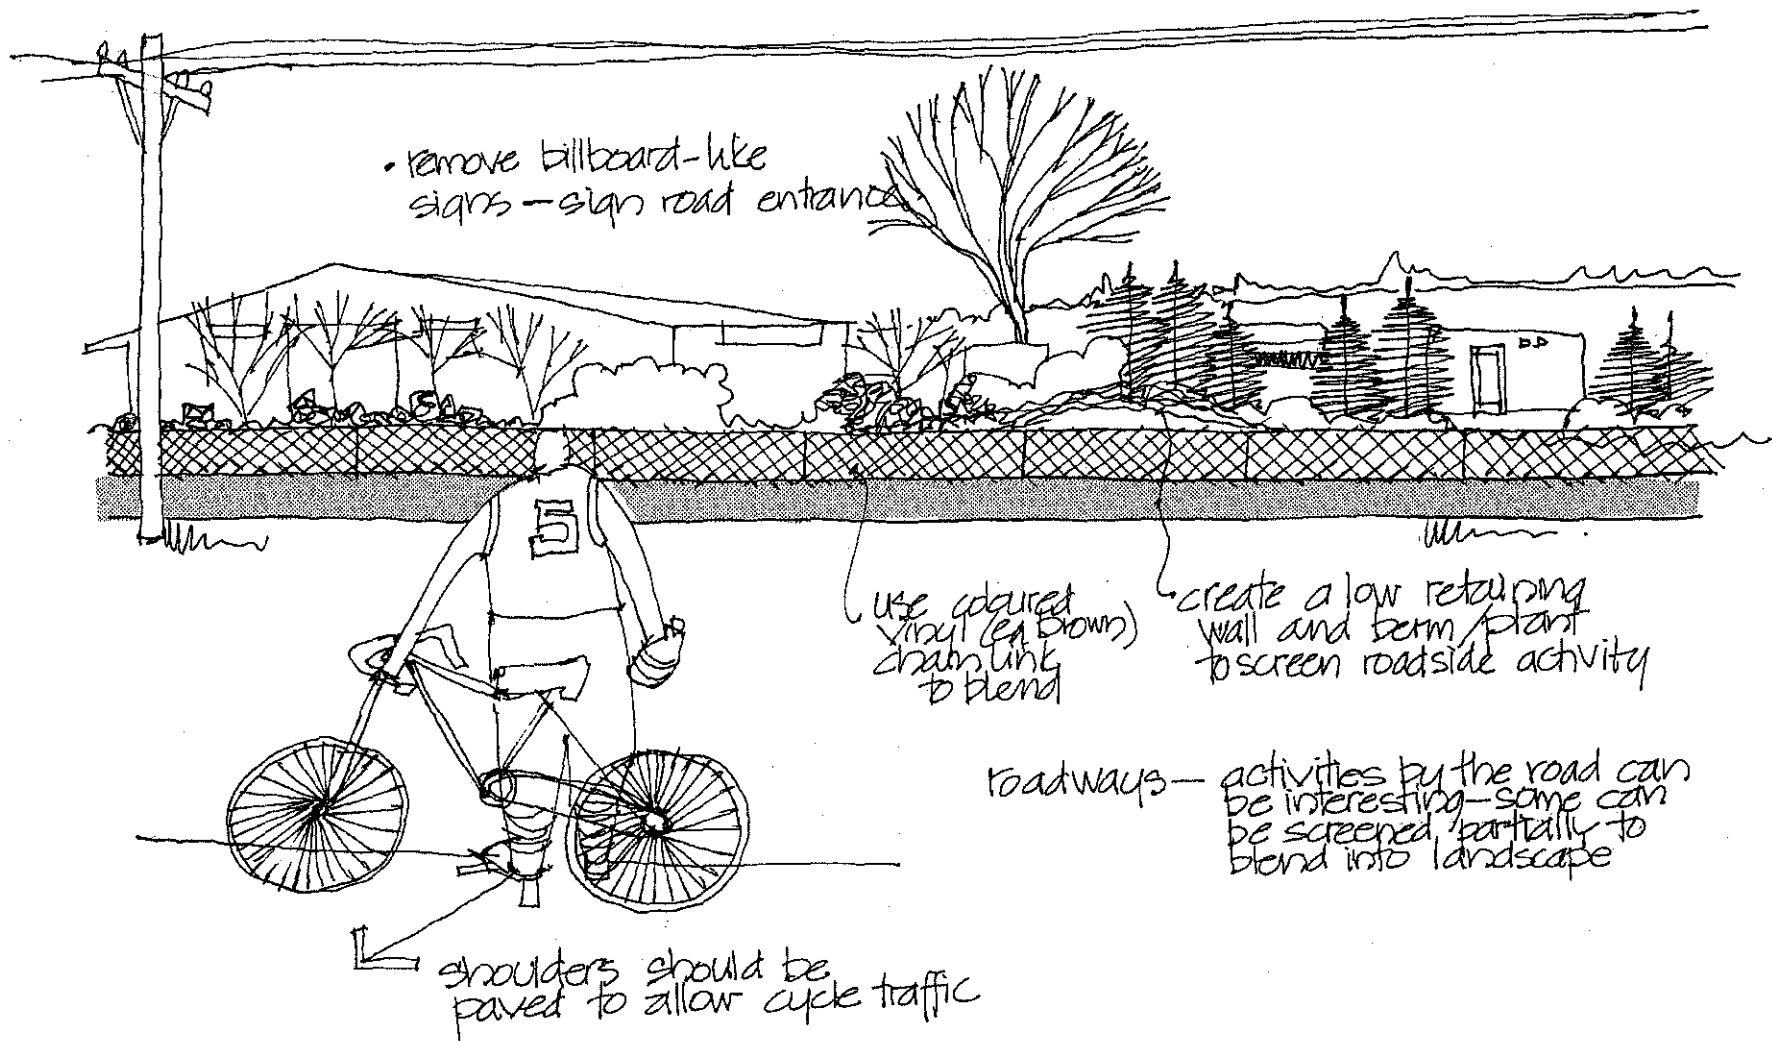 • remove billboard-like
signs – sign road entrance
5
use coloured
vinyl (eg brown)
chain link
to blend
• create a low retaining
wall and berm/plant
to screen roadside activity
roadways – activities by the road can
be interesting – some can
be screened partially to
blend into landscape
shoulders should be
paved to allow cycle traffic